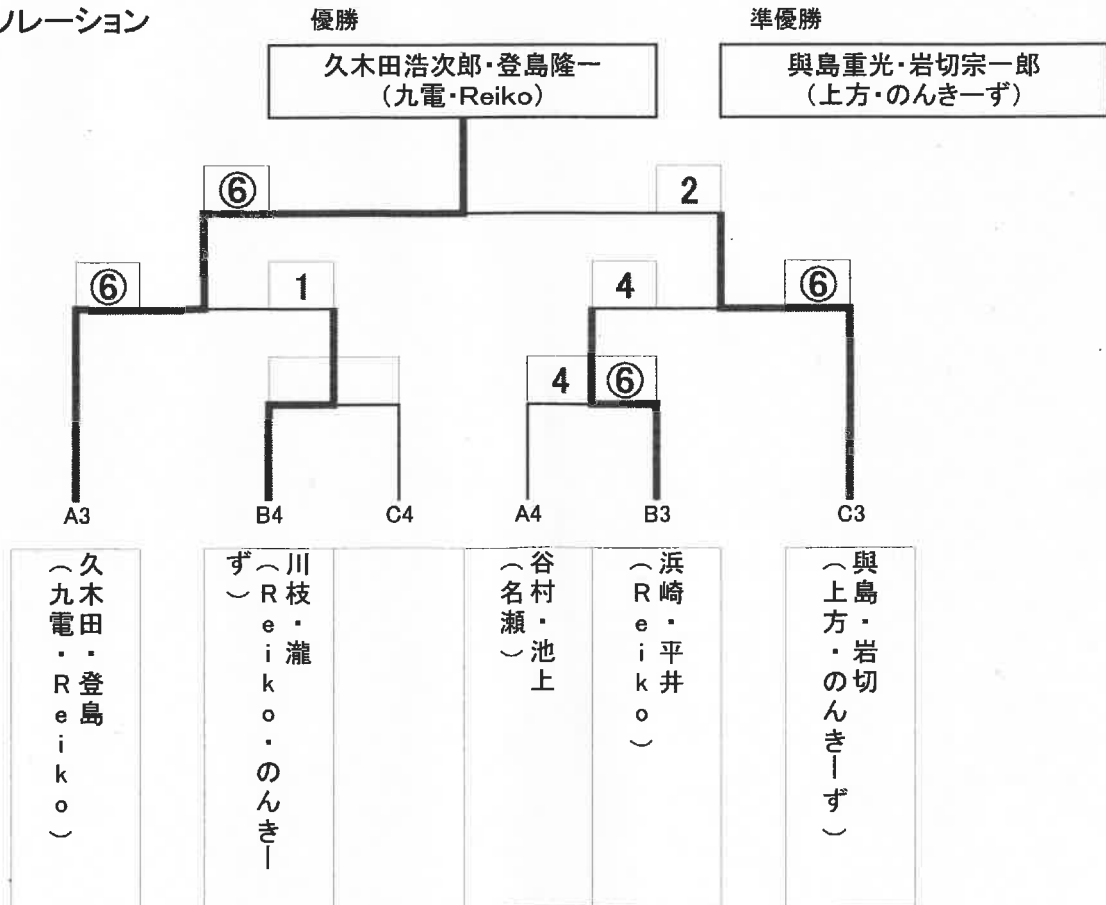 ソレーション
優勝
準優勝
久木田浩次郎・登島隆一
(九電・Reiko)
與島重光・岩切宗一郎
(上方・のんきーず)
⑥
2
⑥
1
4
⑥
4
⑥
A3
B4
C4
A4
B3
C3
久木田・登島
(九電・Reiko)
川枝・瀧
(Reiko・のんきー
ず)
谷村・池上
(名瀬)
浜崎・平井
(Reiko)
與島・岩切
(上方・のんきーず)